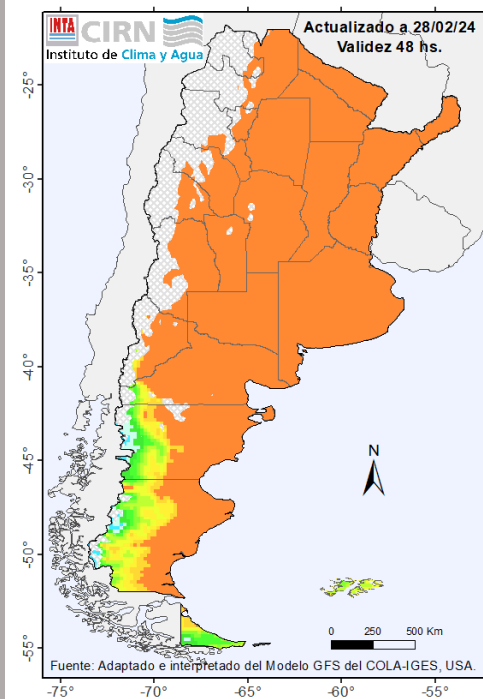 INTA CIRN
Instituto de Clima y Agua
Actualizado a 28/02/24
Validez 48 hs.
-25°
-30°
-35°
-40°
-45°
-50°
-55°
N
0 250 500 Km
Fuente: Adaptado e interpretado del Modelo GFS del COLA-IGES, USA.
-75° -70° -65° -60° -55°